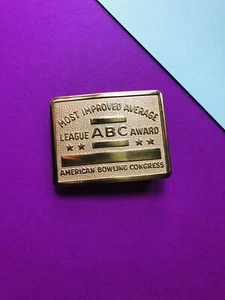 MOST IMPROVED AVERAGE
LEAGUE ABC AWARD
AMERICAN BOWLING CONGRESS